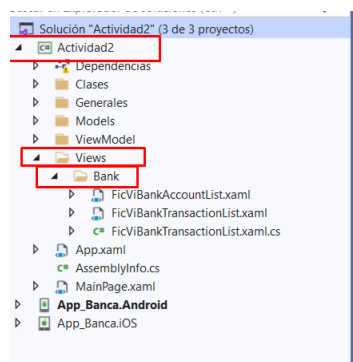 Solución "Actividad2" (3 de 3 proyectos)
C# Actividad2
Dependencias
Clases
Generales
Models
ViewModel
Views
Bank
FicViBankAccountList.xaml
FicViBankTransactionList.xaml
C# FicViBankTransactionList.xaml.cs
App.xaml
C# AssemblyInfo.cs
MainPage.xaml
App_Banca.Android
App_Banca.iOS